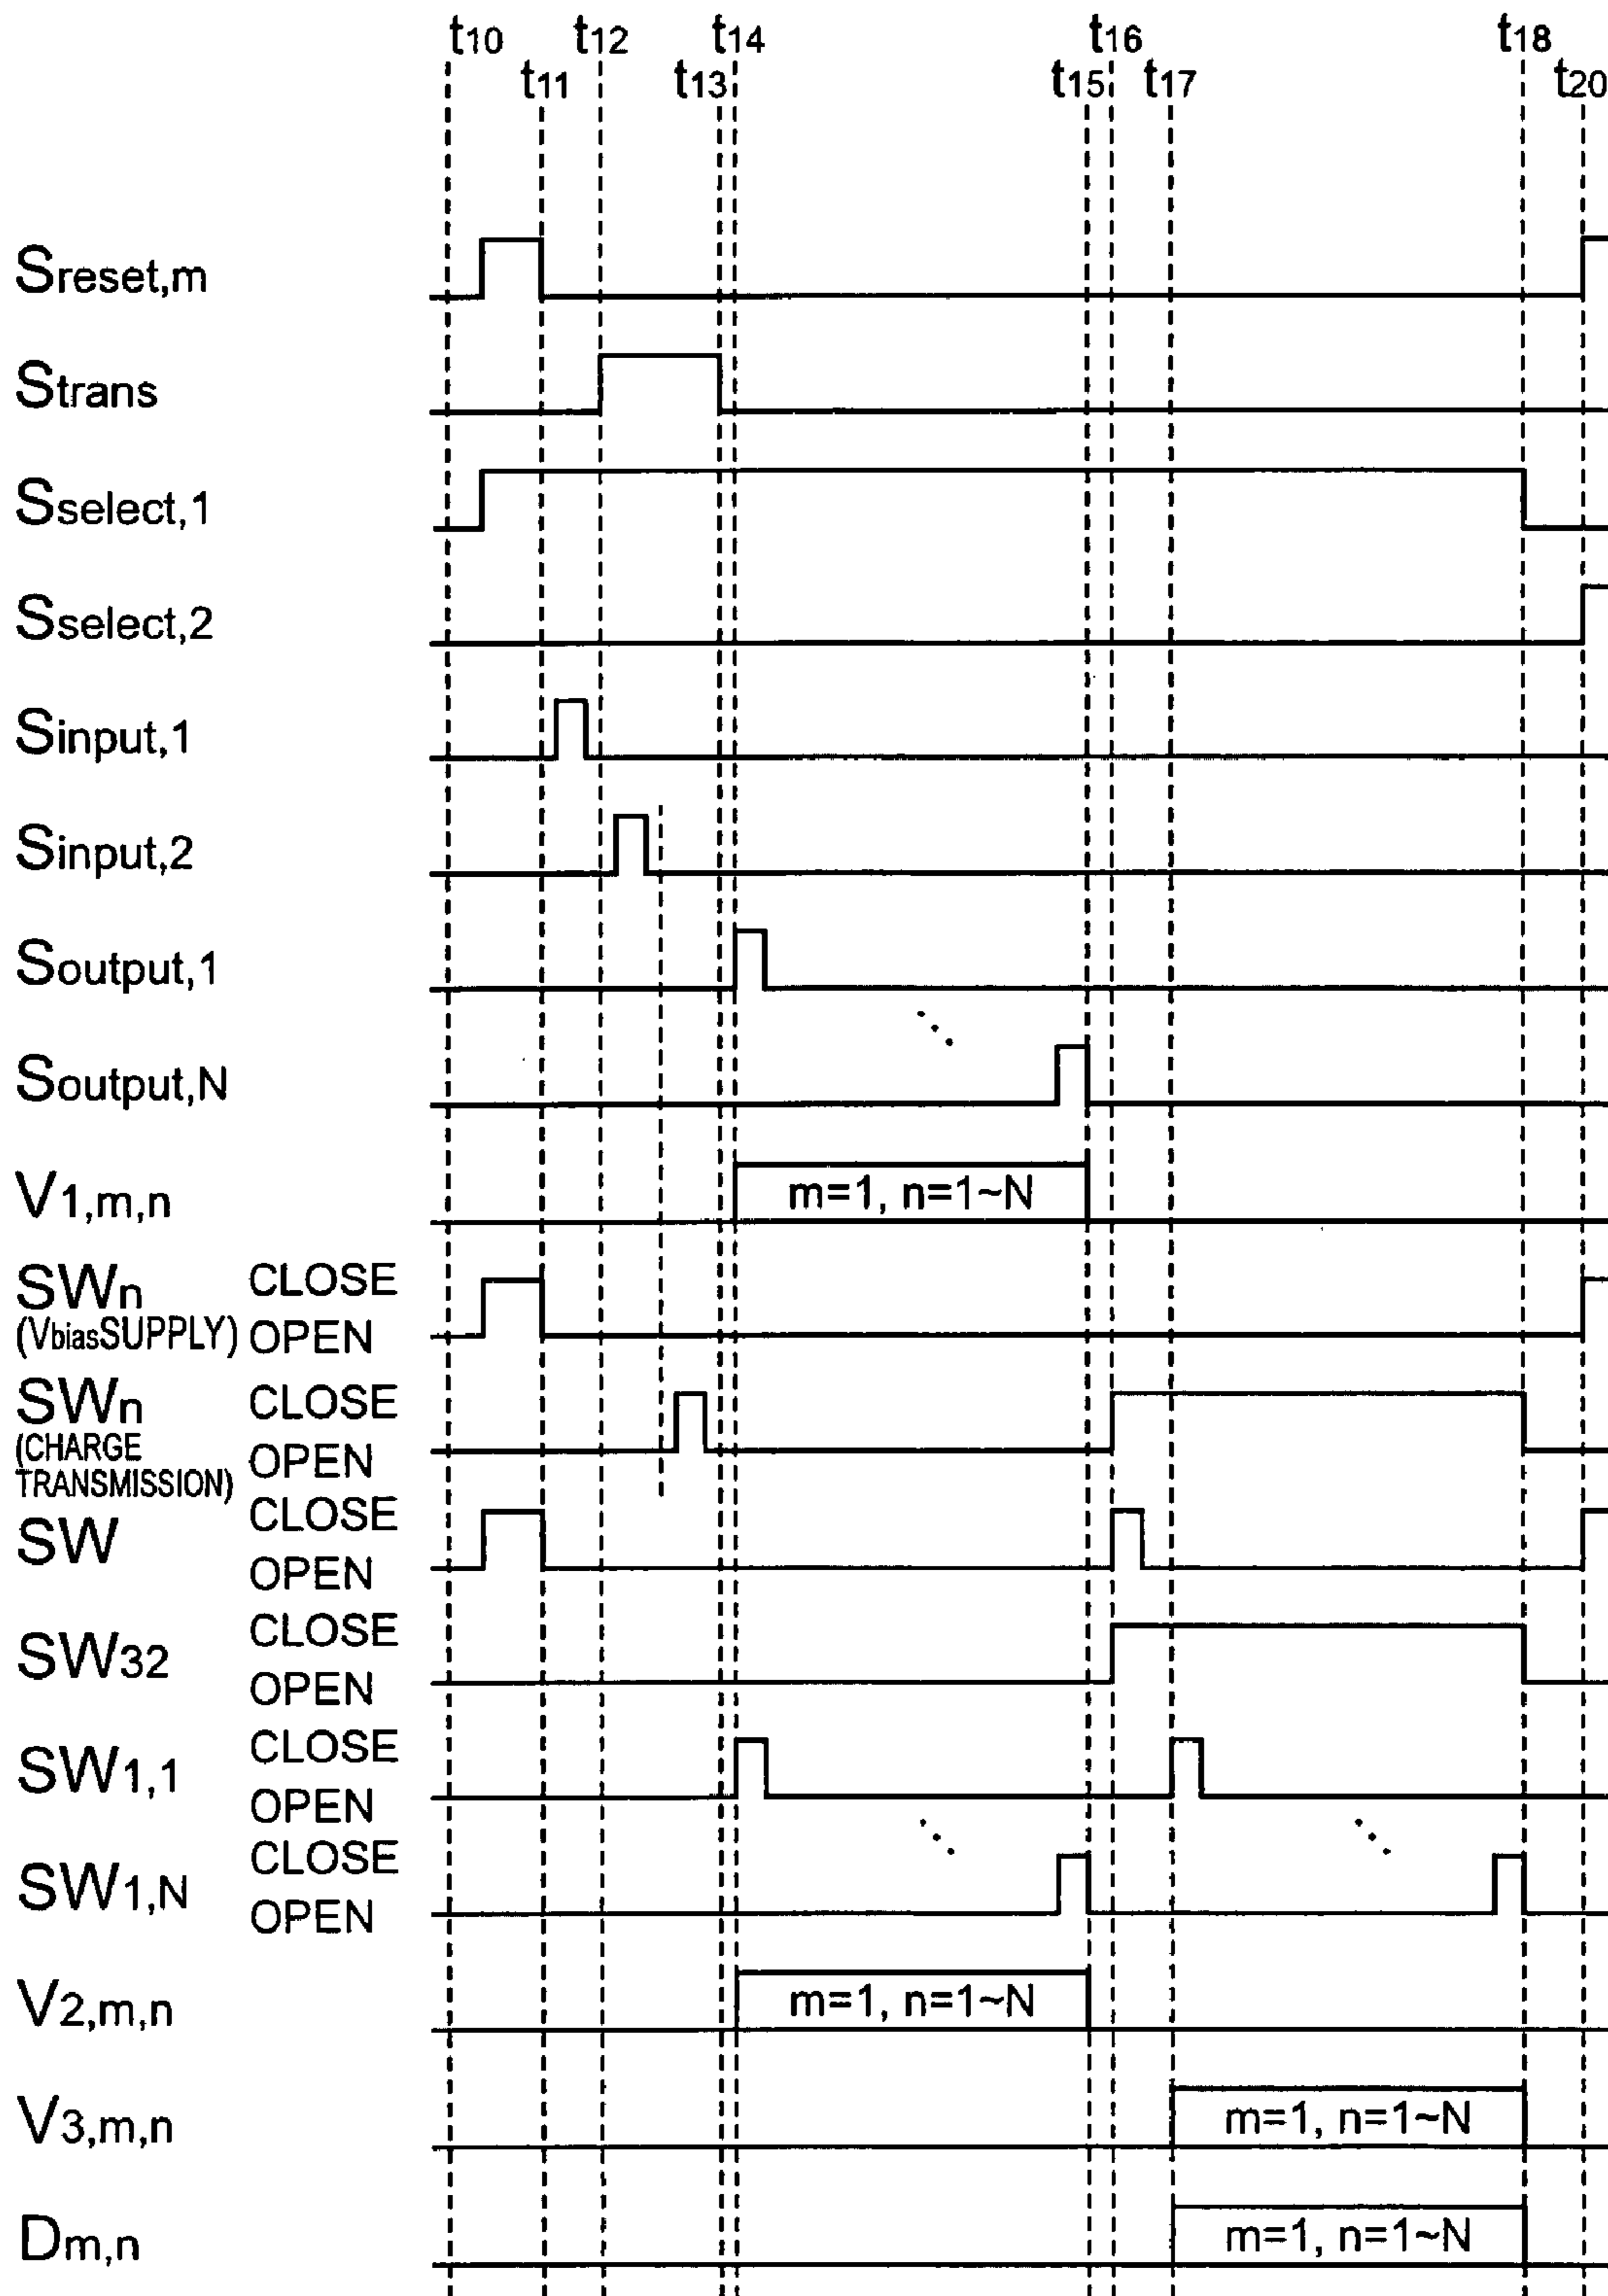 t10 t12 t14 t16 t18
t11 t13 t15 t17 t20
Sreset,m
Strans
Sselect,1
Sselect,2
Sinput,1
Sinput,2
Soutput,1
Soutput,N
V1,m,n m=1, n=1~N
SWn CLOSE
(VbiasSUPPLY) OPEN
SWn CLOSE
(CHARGE OPEN
TRANSMISSION)
SW CLOSE
OPEN
SW32 CLOSE
OPEN
SW1,1 CLOSE
OPEN
SW1,N CLOSE
OPEN
V2,m,n m=1, n=1~N
V3,m,n m=1, n=1~N
Dm,n m=1, n=1~N